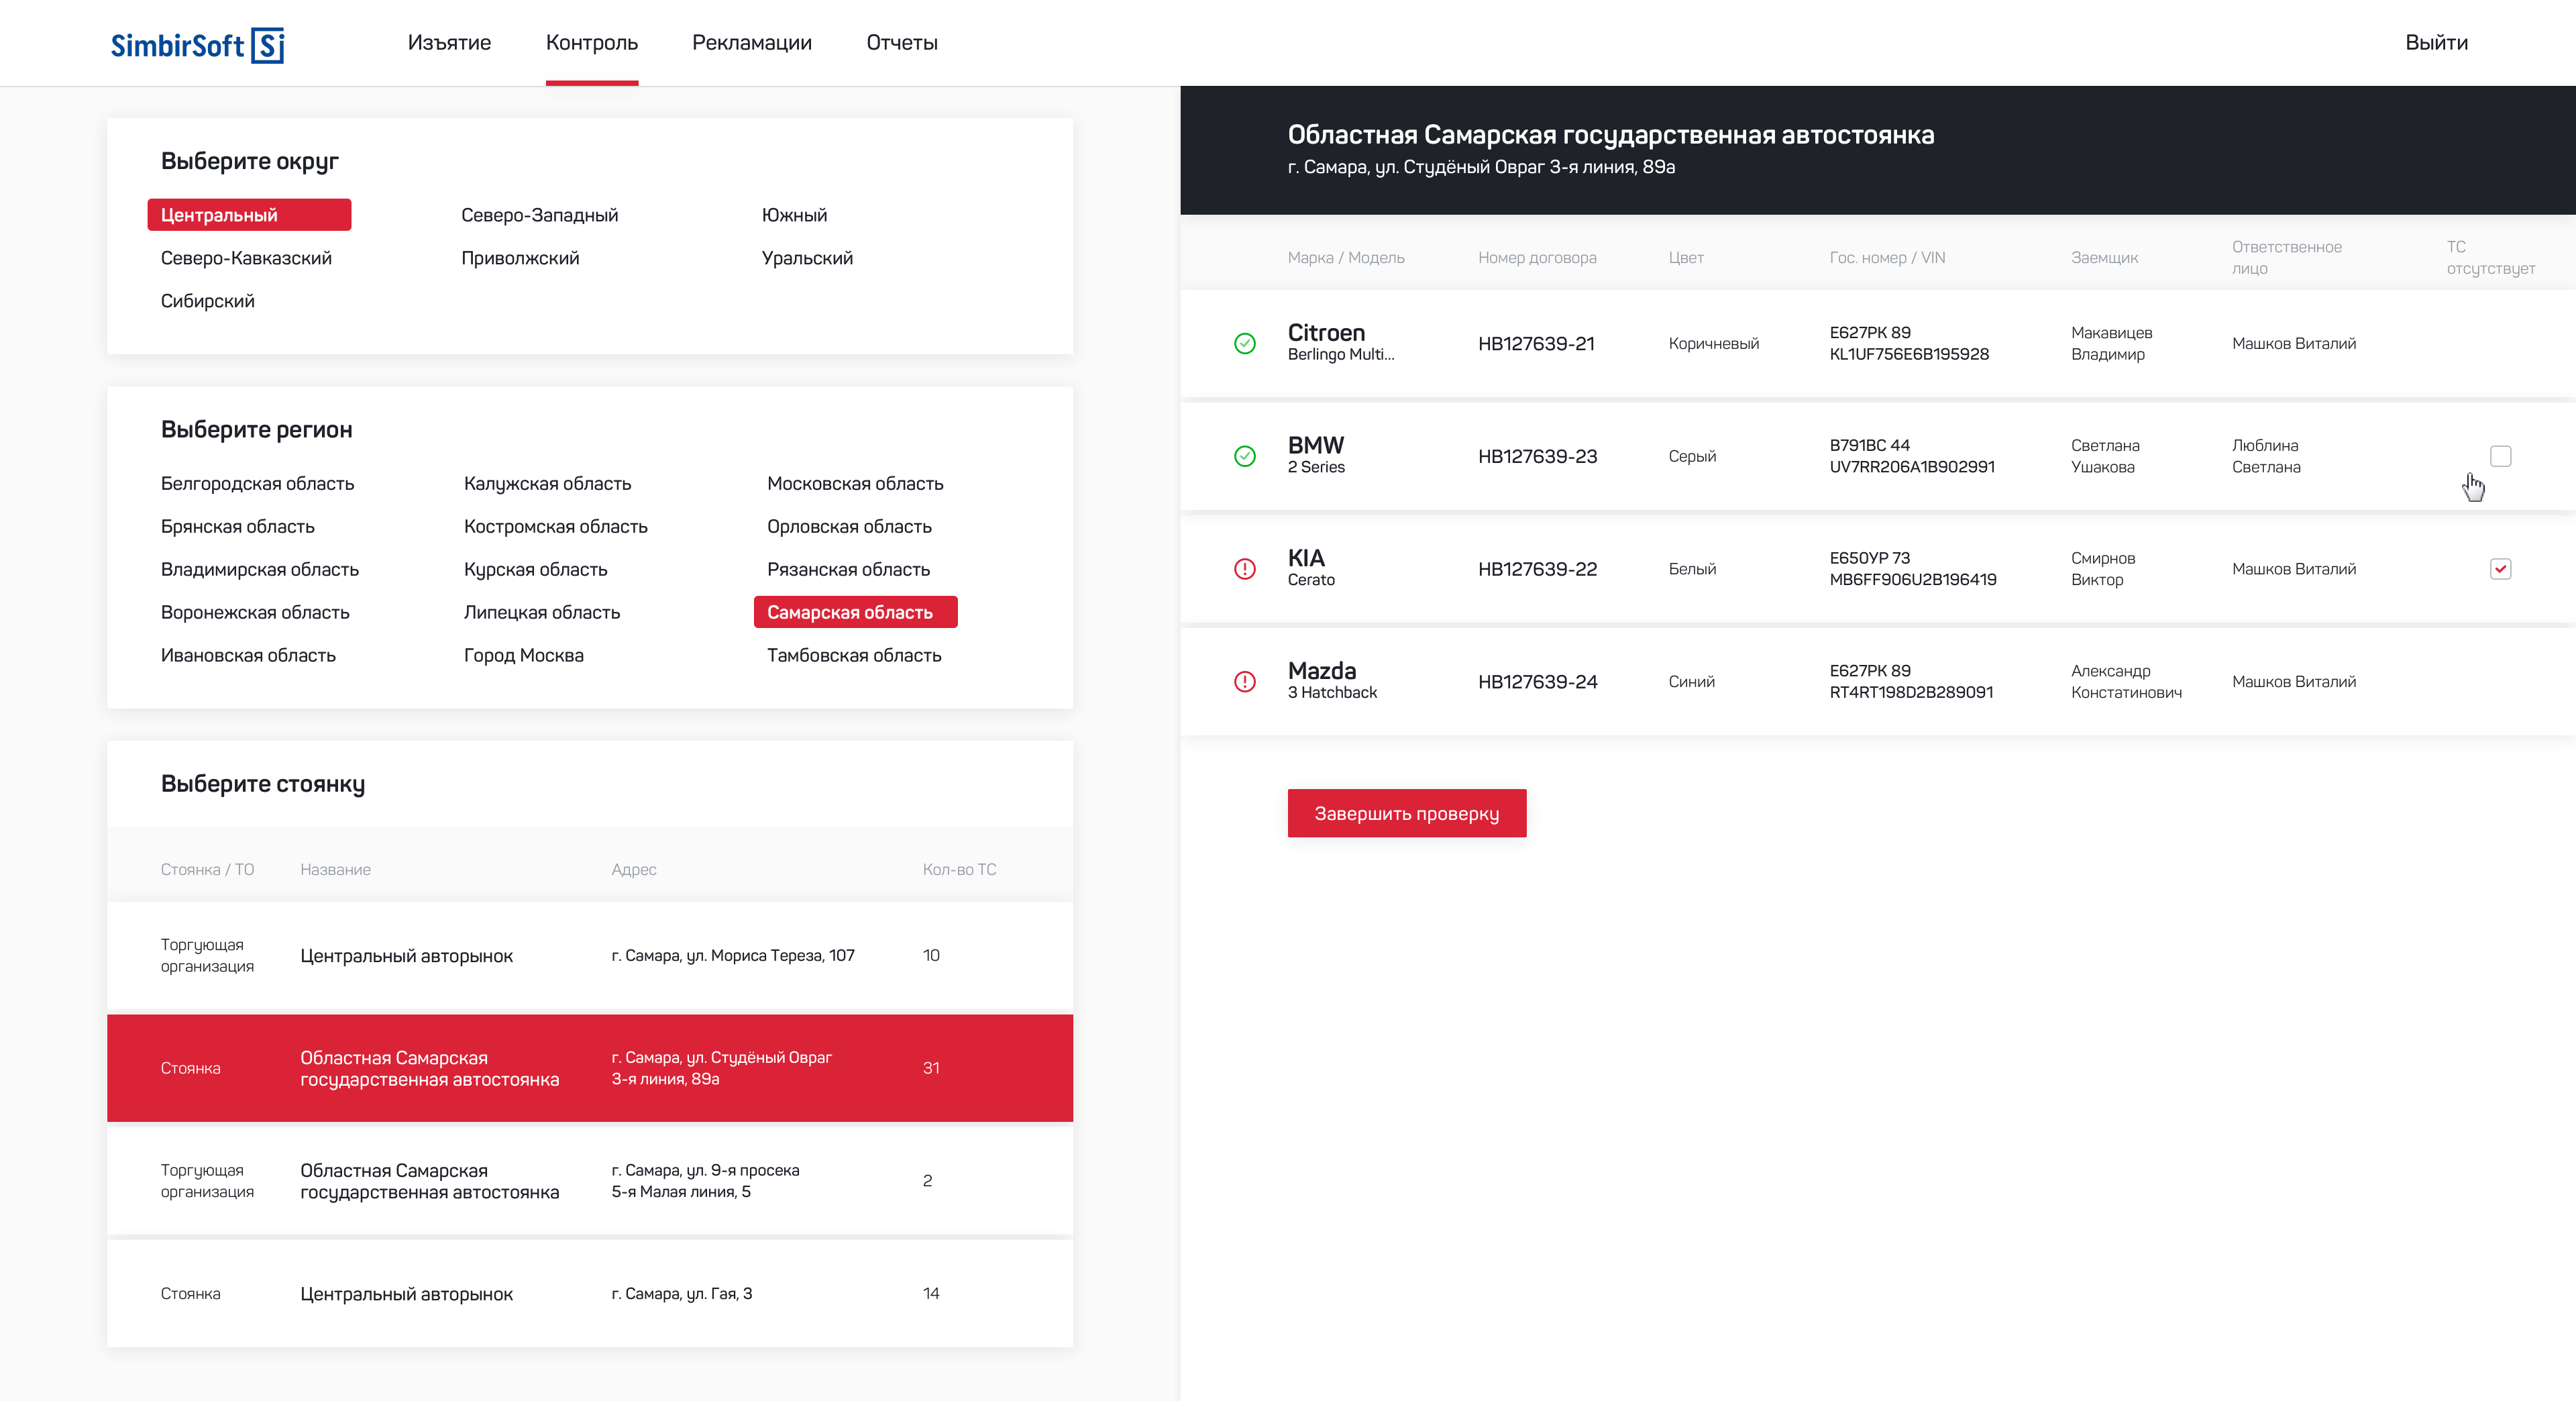 SimbirSoft Si
Изъятие Контроль Рекламации Отчеты Выйти
Выберите округ
Центральный Северо-Западный Южный
Северо-Кавказский Приволжский Уральский
Сибирский
Выберите регион
Белгородская область Калужская область Московская область
Брянская область Костромская область Орловская область
Владимирская область Курская область Рязанская область
Воронежская область Липецкая область Самарская область
Ивановская область Город Москва Тамбовская область
Выберите стоянку
Стоянка / ТО Название Адрес Кол-во ТС
Торгующая
организация
Центральный авторынок
г. Самара, ул. Мориса Тереза, 107
10
Стоянка
Областная Самарская
государственная автостоянка
г. Самара, ул. Студёный Овраг
3-я линия, 89а
31
Торгующая
организация
Областная Самарская
государственная автостоянка
г. Самара, ул. 9-я просека
5-я Малая линия, 5
2
Стоянка
Центральный авторынок
г. Самара, ул. Гая, 3
14
Областная Самарская государственная автостоянка
г. Самара, ул. Студёный Овраг 3-я линия, 89а
Марка / Модель
Номер договора
Цвет
Гос. номер / VIN
Заемщик
Ответственное
лицо
ТС
отсутствует
Citroen
Berlingo Multi...
НВ127639-21
Коричневый
Е627РК 89
KL1UF756E6B195928
Макавицев
Владимир
Машков Виталий
BMW
2 Series
НВ127639-23
Серый
В791ВС 44
UV7RR206A1B902991
Светлана
Ушакова
Люблина
Светлана
KIA
Cerato
НВ127639-22
Белый
Е650УР 73
MB6FF906U2B196419
Смирнов
Виктор
Машков Виталий
Mazda
3 Hatchback
НВ127639-24
Синий
Е627РК 89
RT4RT198D2B289091
Александр
Констатинович
Машков Виталий
Завершить проверку